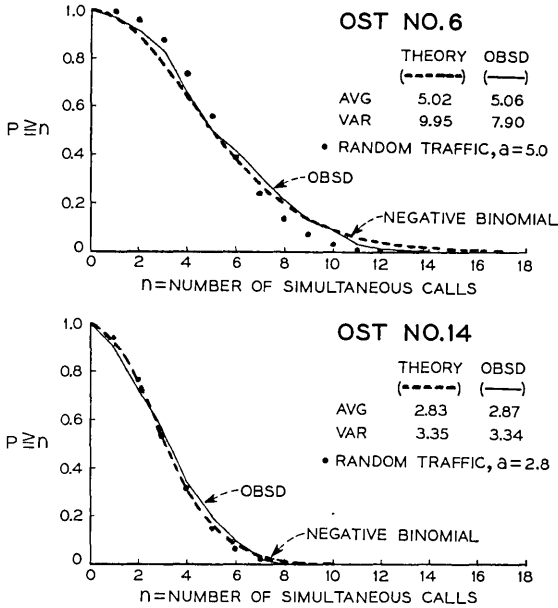 OST NO.6
THEORY OBSD
(----) (—)
AVG 5.02 5.06
VAR 9.95 7.90
• RANDOM TRAFFIC, a=5.0
OBSD
NEGATIVE BINOMIAL
P≧n
1.0
0.8
0.6
0.4
0.2
0
0 2 4 6 8 10 12 14 16 18
n=NUMBER OF SIMULTANEOUS CALLS
OST NO.14
THEORY OBSD
(----) (—)
AVG 2.83 2.87
VAR 3.35 3.34
• RANDOM TRAFFIC, a=2.8
OBSD
NEGATIVE BINOMIAL
P≧n
1.0
0.8
0.6
0.4
0.2
0
0 2 4 6 8 10 12 14 16 18
n=NUMBER OF SIMULTANEOUS CALLS